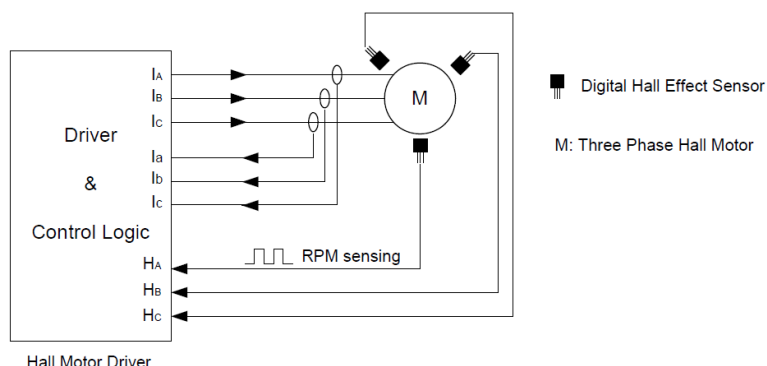 IA
IB
IC
Driver
&
Control Logic
Ia
Ib
Ic
HA
HB
HC
RPM sensing
M
Digital Hall Effect Sensor
M: Three Phase Hall Motor
Hall Motor Driver